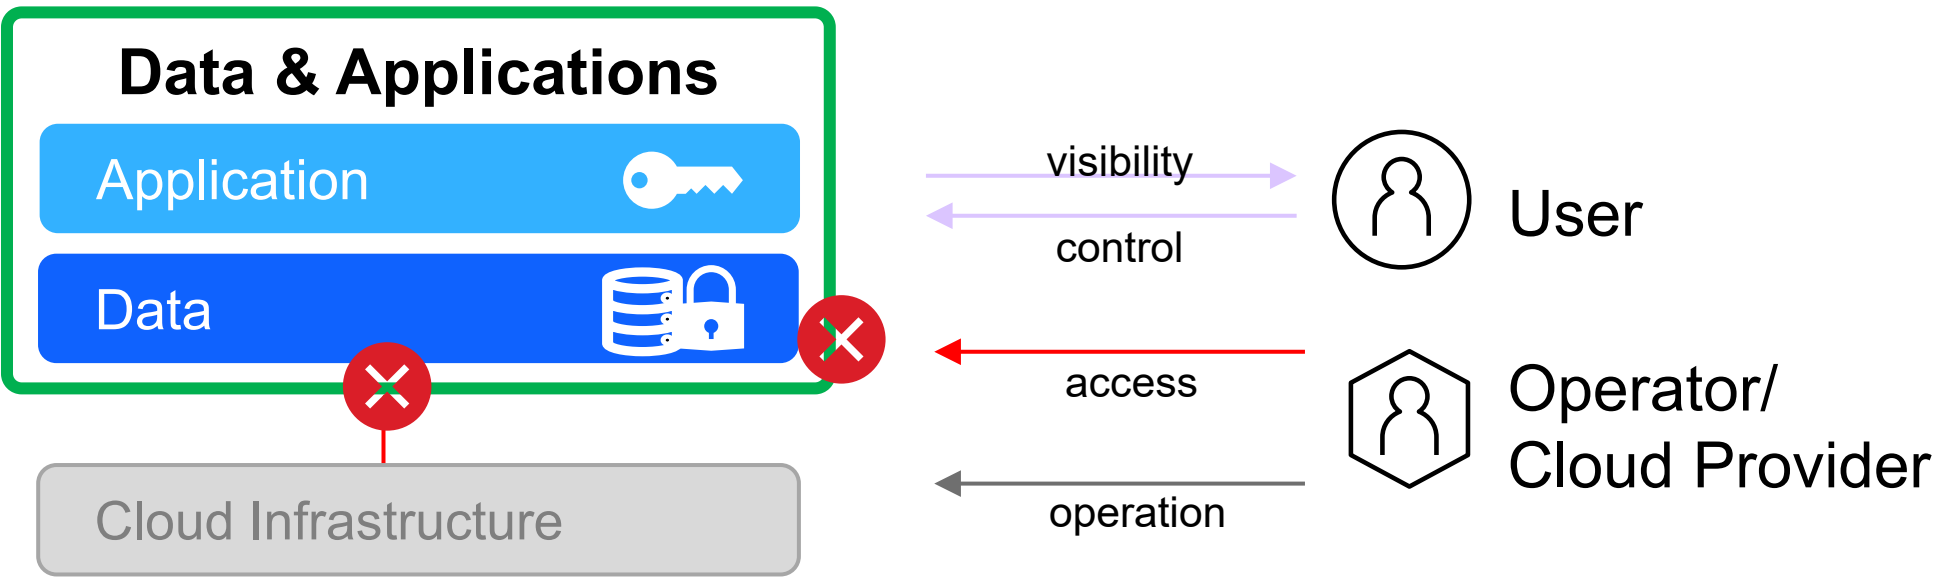 Data & Applications
Application
Data
Cloud Infrastructure
visibility
control
access
operation
User
Operator/
Cloud Provider